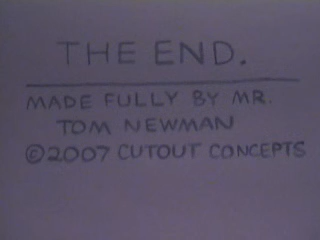 THE END.
MADE FULLY BY MR.
TOM NEWMAN
©2007 CUTOUT CONCEPTS